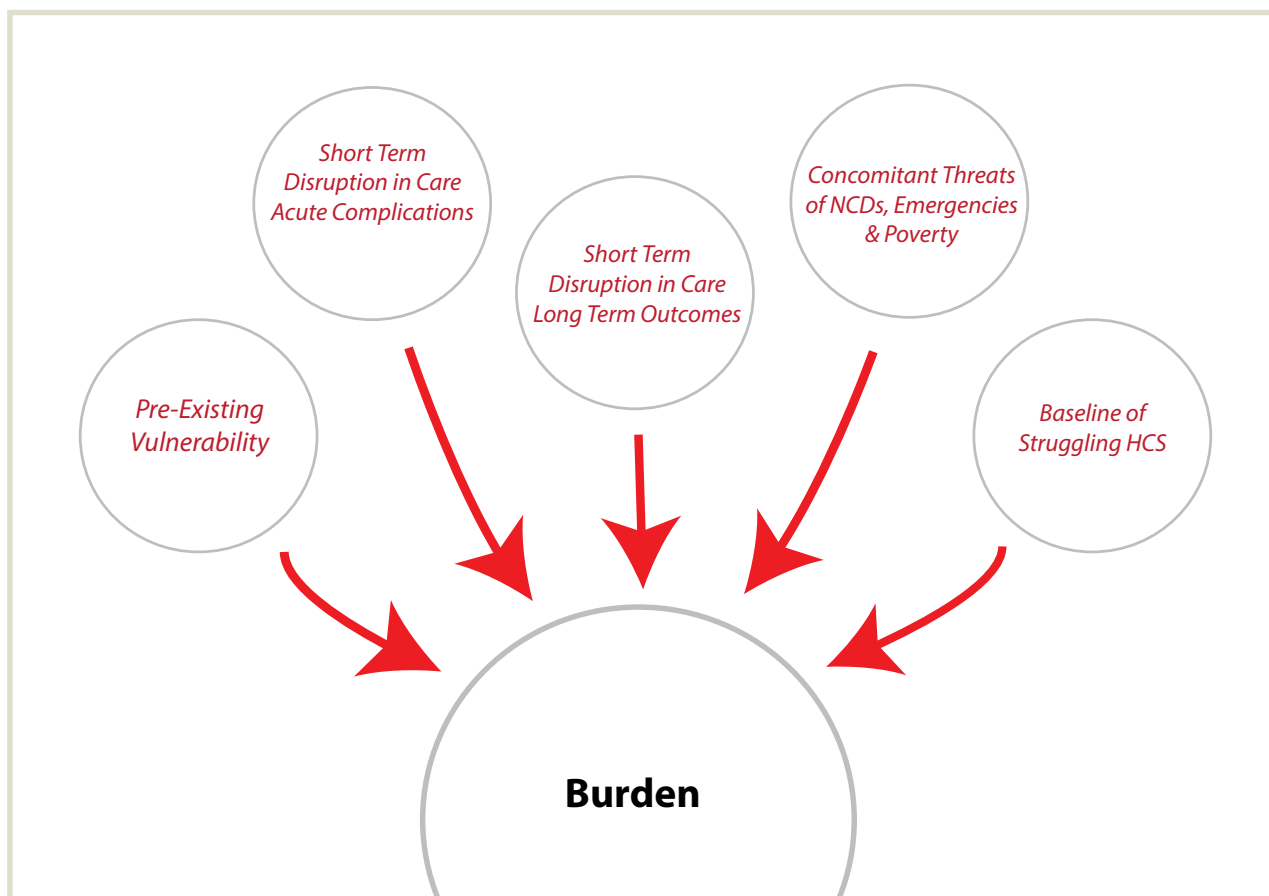 Short Term
Disruption in Care
Acute Complications
Concomitant Threats
of NCDs, Emergencies
& Poverty
Short Term
Disruption in Care
Long Term Outcomes
Pre-Existing
Vulnerability
Baseline of
Struggling HCS
Burden